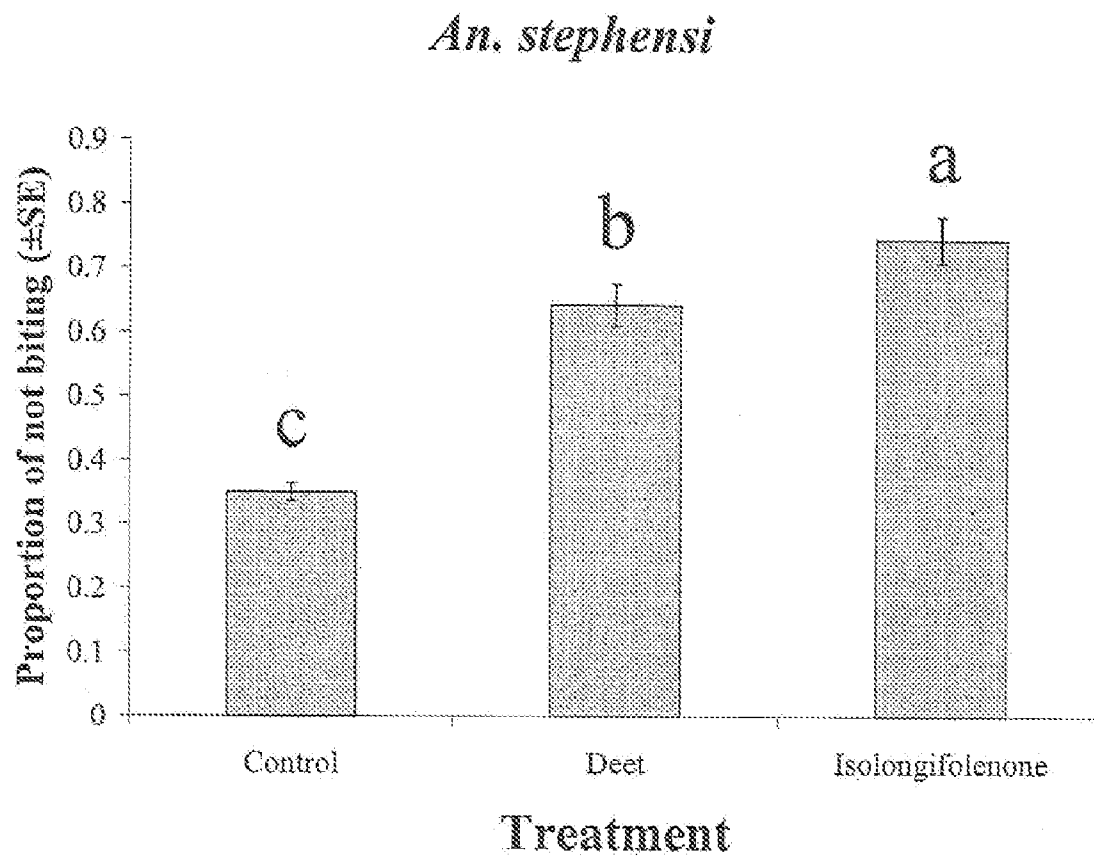 An. stephensi
Proportion of not biting (±SE)
0.9
0.8
0.7
0.6
0.5
0.4
0.3
0.2
0.1
0
c
b
a
Control
Deet
Isolongifolenone
Treatment